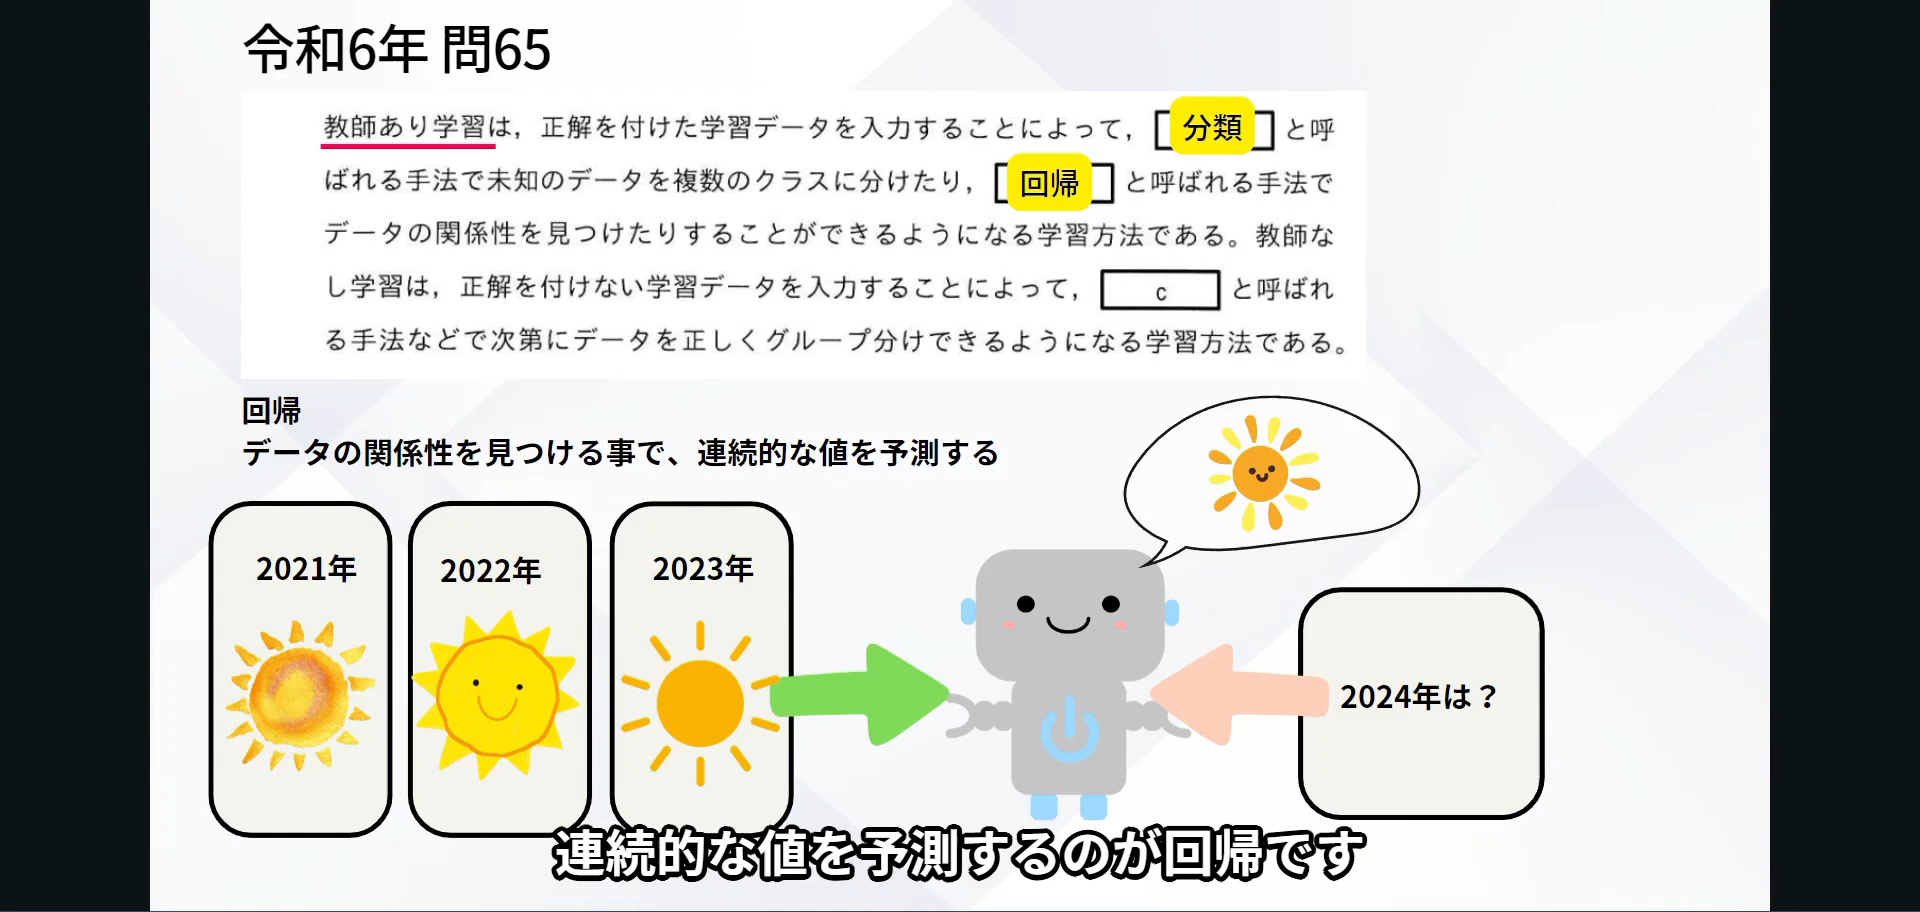 令和6年 問65
教師あり学習は，正解を付けた学習データを入力することによって， 分類 と呼
ばれる手法で未知のデータを複数のクラスに分けたり， 回帰 と呼ばれる手法で
データの関係性を見つけたりすることができるようになる学習方法である。教師な
し学習は，正解を付けない学習データを入力することによって， c と呼ばれ
る手法などで次第にデータを正しくグループ分けできるようになる学習方法である。
回帰
データの関係性を見つける事で、連続的な値を予測する
2021年
2022年
2023年
2024年は？
連続的な値を予測するのが回帰です